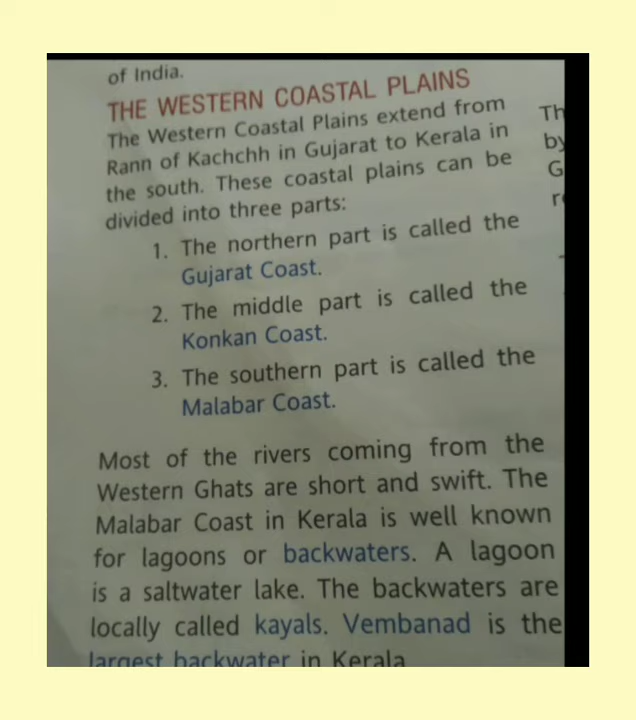 of India.
THE WESTERN COASTAL PLAINS
The Western Coastal Plains extend from
Rann of Kachchh in Gujarat to Kerala in
the south. These coastal plains can be
divided into three parts:
1. The northern part is called the
Gujarat Coast.
2. The middle part is called the
Konkan Coast.
3. The southern part is called the
Malabar Coast.
Most of the rivers coming from the
Western Ghats are short and swift. The
Malabar Coast in Kerala is well known
for lagoons or backwaters. A lagoon
is a saltwater lake. The backwaters are
locally called kayals. Vembanad is the
largest backwater in Kerala